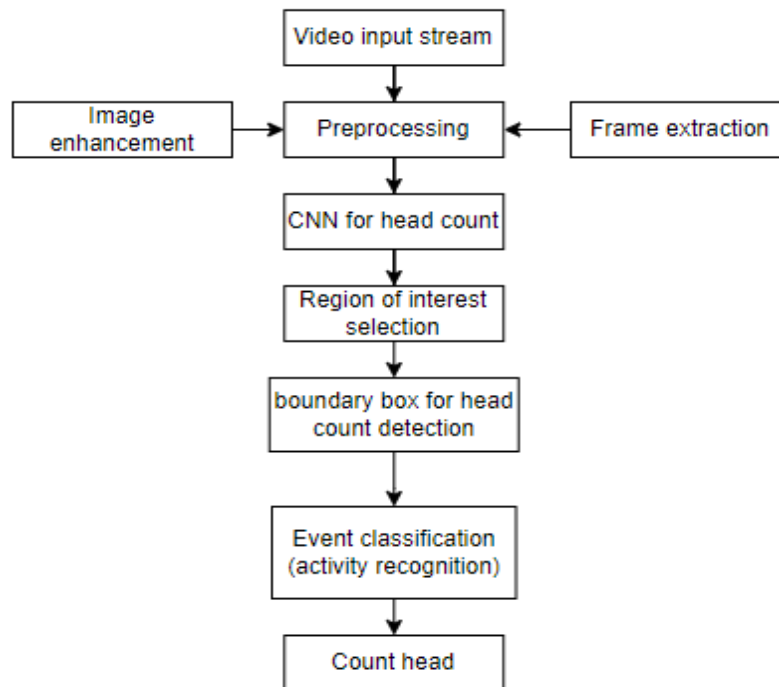 Video input stream
Image
enhancement
Preprocessing
Frame extraction
CNN for head count
Region of interest
selection
boundary box for head
count detection
Event classification
(activity recognition)
Count head